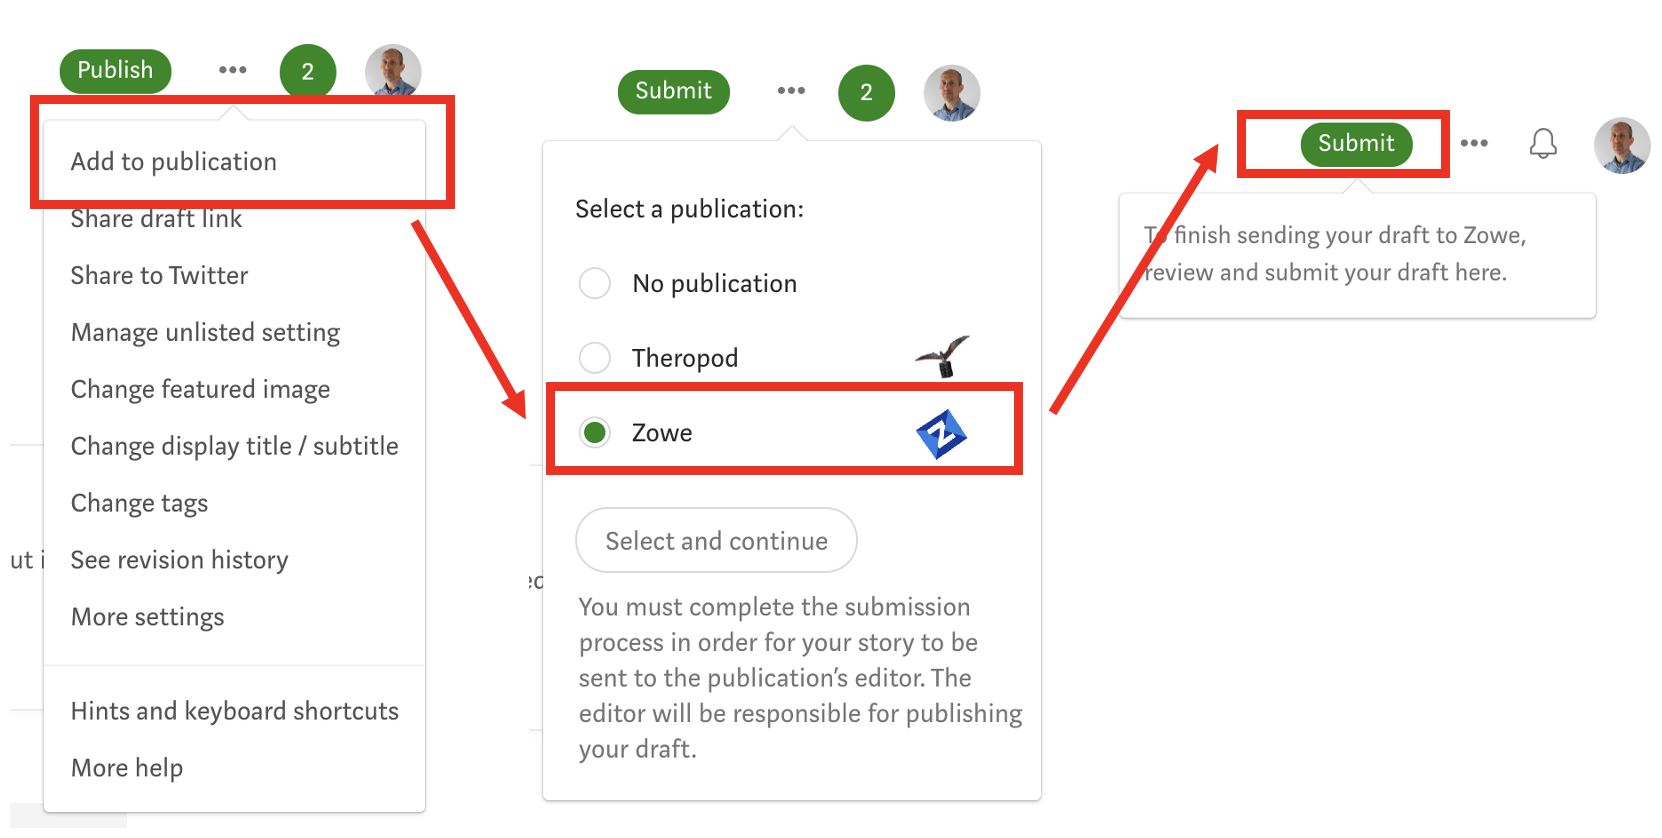 Publish
2
Add to publication
Share draft link
Share to Twitter
Manage unlisted setting
Change featured image
Change display title / subtitle
Change tags
See revision history
More settings
Hints and keyboard shortcuts
More help
ut i
Submit
2
Select a publication:
No publication
Theropod
Zowe
Z
Select and continue
You must complete the submission
process in order for your story to be
sent to the publication’s editor. The
editor will be responsible for publishing
your draft.
ed
Submit
To finish sending your draft to Zowe,
review and submit your draft here.